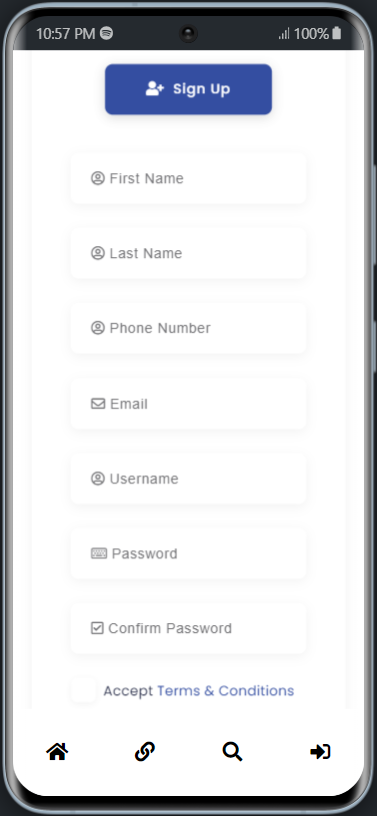 10:57 PM 100%
Sign Up
First Name
Last Name
Phone Number
Email
Username
Password
Confirm Password
Accept Terms & Conditions